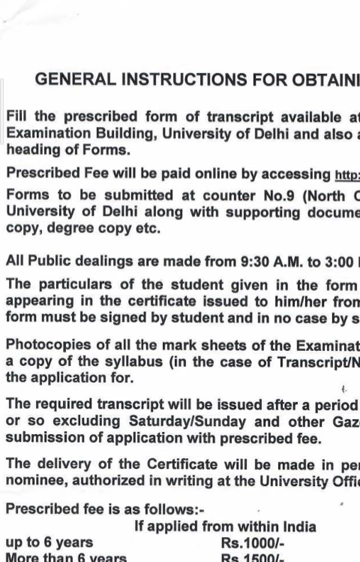 GENERAL INSTRUCTIONS FOR OBTAINI
Fill the prescribed form of transcript available at
Examination Building, University of Delhi and also a
heading of Forms.
Prescribed Fee will be paid online by accessing http:
Forms to be submitted at counter No.9 (North C
University of Delhi along with supporting docume
copy, degree copy etc.
All Public dealings are made from 9:30 A.M. to 3:00
The particulars of the student given in the form
appearing in the certificate issued to him/her from
form must be signed by student and in no case by s
Photocopies of all the mark sheets of the Examinat
a copy of the syllabus (in the case of Transcript/N
the application for.
The required transcript will be issued after a period
or so excluding Saturday/Sunday and other Gaz
submission of application with prescribed fee.
The delivery of the Certificate will be made in per
nominee, authorized in writing at the University Offi
Prescribed fee is as follows:-
If applied from within India
up to 6 years Rs.1000/-
More than 6 years Rs.1500/-